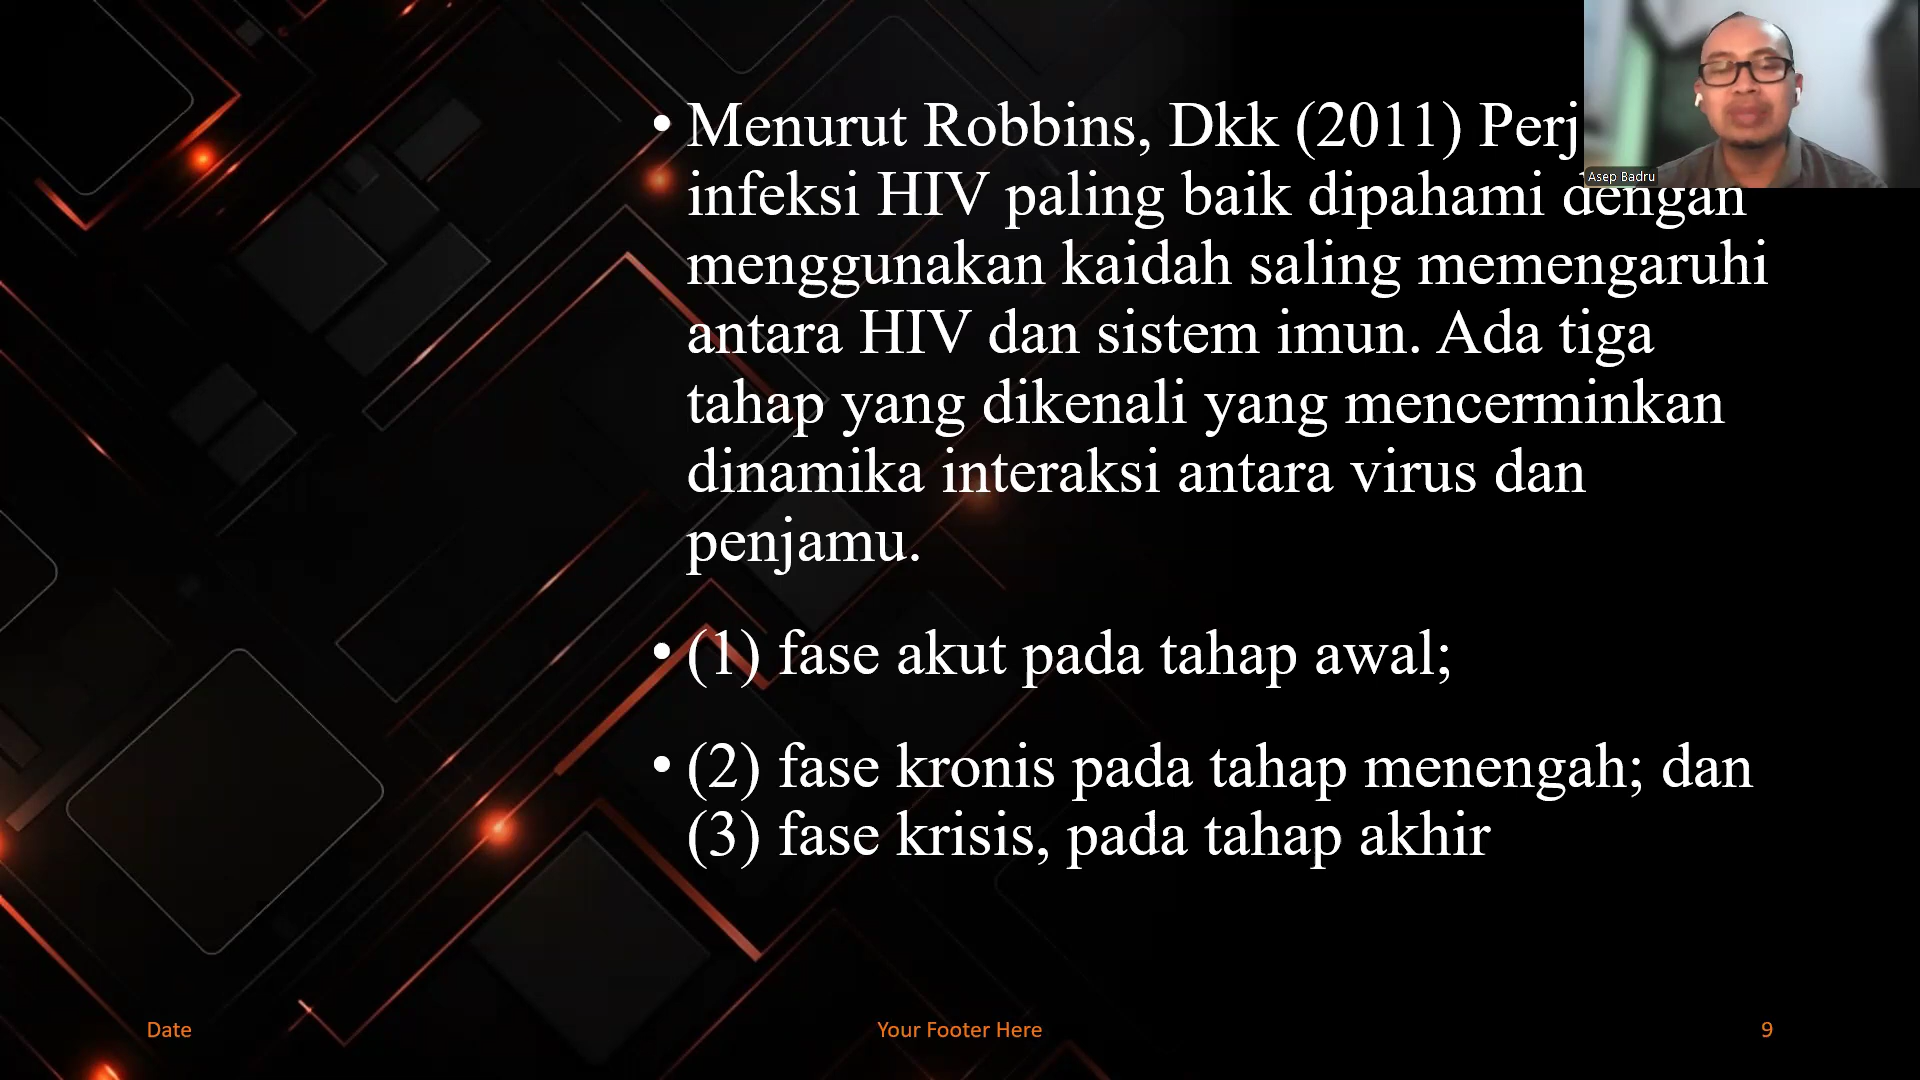 • Menurut Robbins, Dkk (2011) Perj
infeksi HIV paling baik dipahami dengan
menggunakan kaidah saling memengaruhi
antara HIV dan sistem imun. Ada tiga
tahap yang dikenali yang mencerminkan
dinamika interaksi antara virus dan
penjamu.
• (1) fase akut pada tahap awal;
• (2) fase kronis pada tahap menengah; dan
(3) fase krisis, pada tahap akhir
Asep Badru
Date
Your Footer Here
9